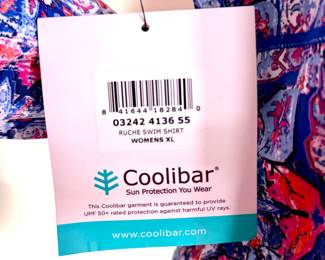 8 41644 18284 0
03242 4136 55
RUCHE SWIM SHIRT
WOMENS XL
Coolibar®
Sun Protection You Wear
This Coolibar garment is guaranteed to provide
UPF 50+ rated protection against harmful UV rays.
www.coolibar.com